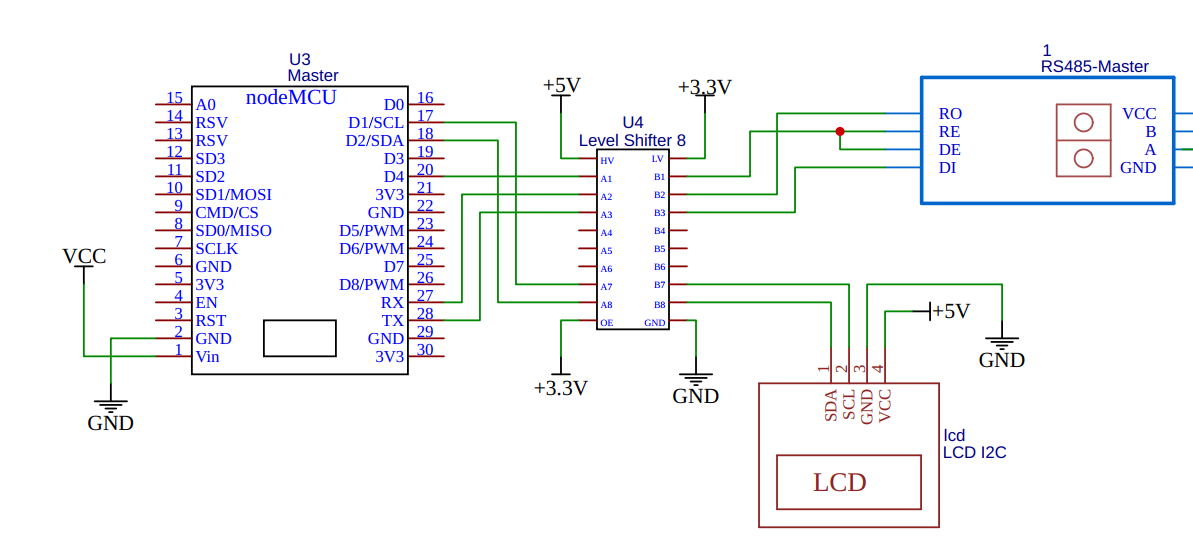 U3
Master
nodeMCU
15 A0
14 RSV
13 RSV
12 SD3
11 SD2
10 SD1/MOSI
9 CMD/CS
8 SD0/MISO
7 SCLK
6 GND
5 3V3
4 EN
3 RST
2 GND
1 Vin
D0 16
D1/SCL 17
D2/SDA 18
D3 19
D4 20
3V3 21
GND 22
D5/PWM 23
D6/PWM 24
D7 25
D8/PWM 26
RX 27
TX 28
GND 29
3V3 30
VCC
GND
+5V
+3.3V
U4
Level Shifter 8
HV LV
A1 B1
A2 B2
A3 B3
A4 B4
A5 B5
A6 B6
A7 B7
A8 B8
OE GND
+3.3V
GND
1
RS485-Master
RO VCC
RE B
DE A
DI GND
+5V
GND
1 2 3 4
SDA SCL GND VCC
lcd
LCD I2C
LCD